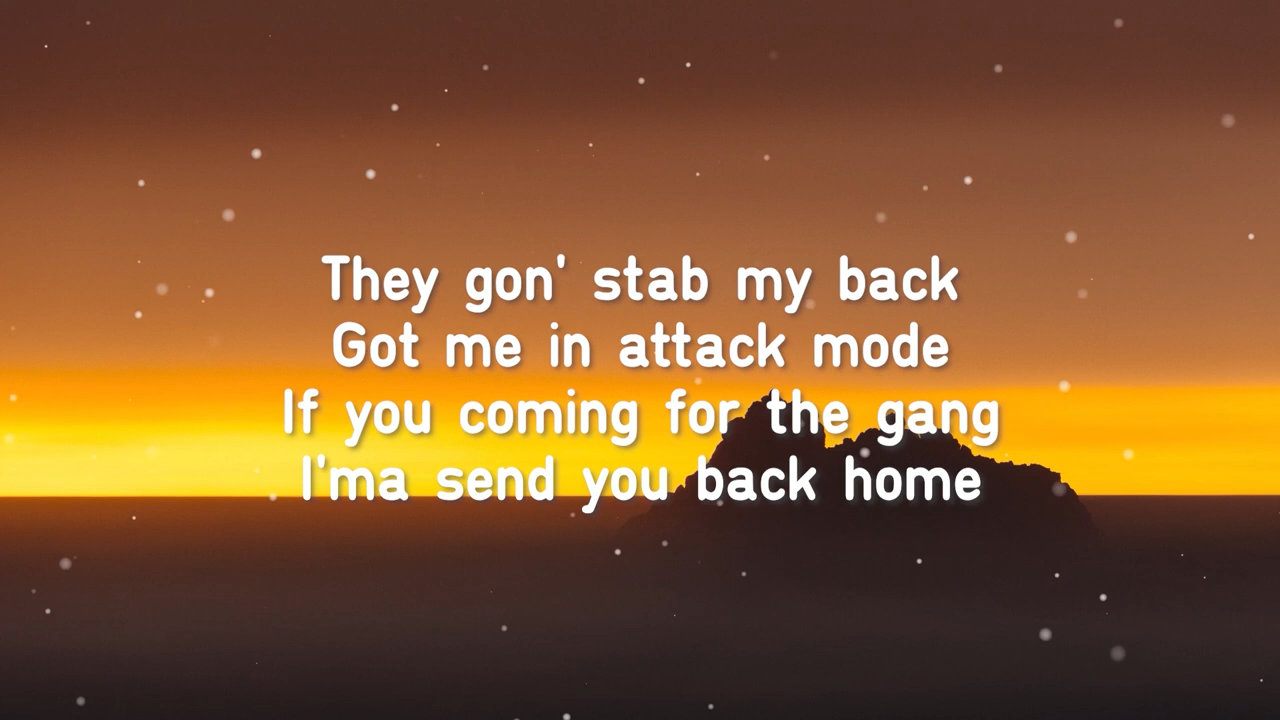 They gon' stab my back
Got me in attack mode
If you coming for the gang
I'ma send you back home